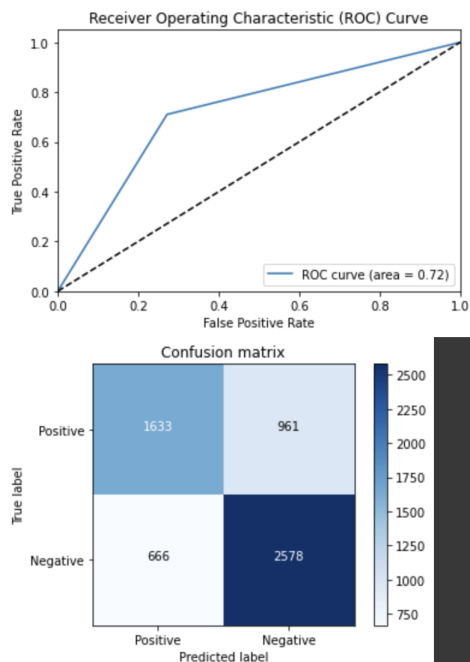 Receiver Operating Characteristic (ROC) Curve
1.0
0.8
0.6
0.4
0.2
0.0
True Positive Rate
ROC curve (area = 0.72)
0.0 0.2 0.4 0.6 0.8 1.0
False Positive Rate
Confusion matrix
True label
Positive 1633 961
Negative 666 2578
Positive Negative
Predicted label
2500
2250
2000
1750
1500
1250
1000
750